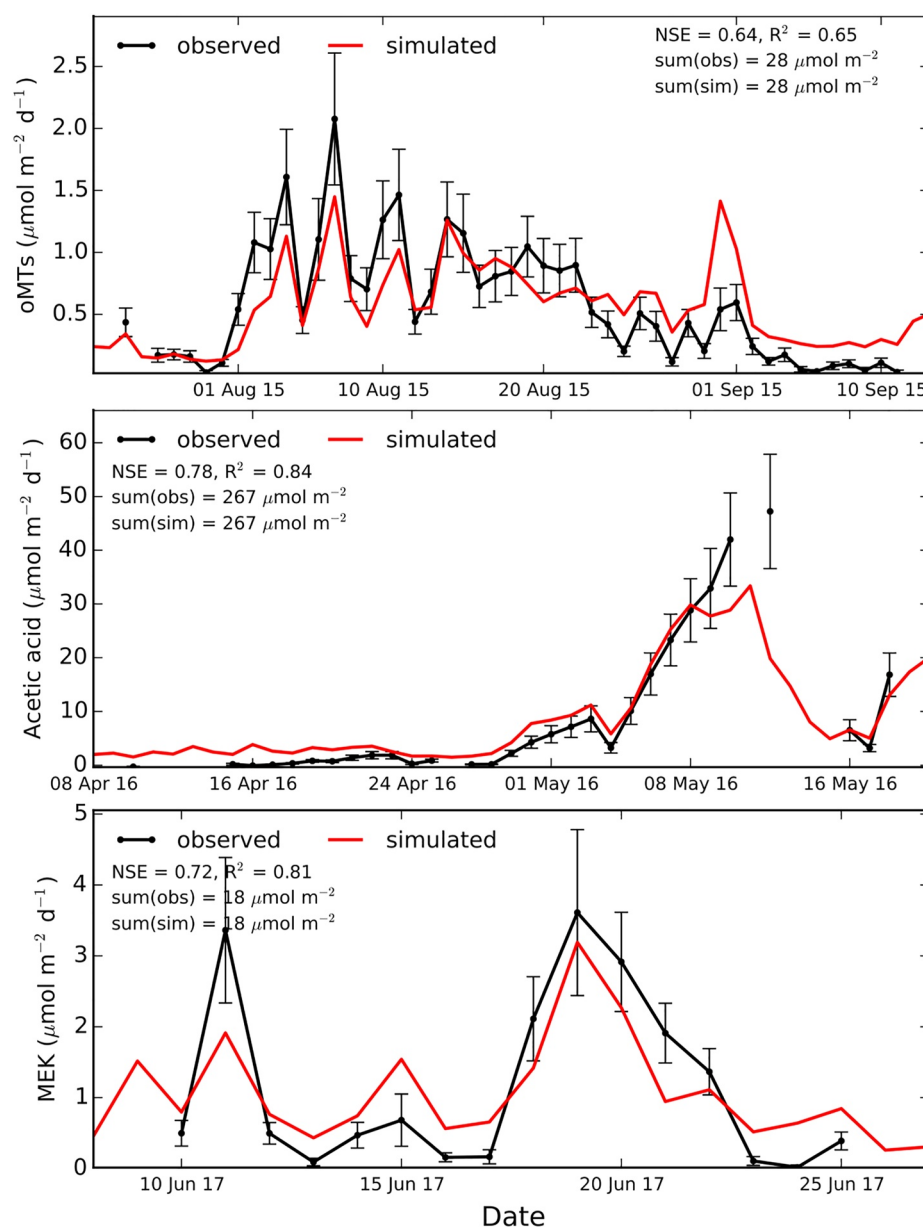 observed simulated
NSE = 0.64, R² = 0.65
sum(obs) = 28 μmol m⁻²
sum(sim) = 28 μmol m⁻²
oMTs (μmol m⁻² d⁻¹)
2.5
2.0
1.5
1.0
0.5
01 Aug 15 10 Aug 15 20 Aug 15 01 Sep 15 10 Sep 15
observed simulated
NSE = 0.78, R² = 0.84
sum(obs) = 267 μmol m⁻²
sum(sim) = 267 μmol m⁻²
Acetic acid (μmol m⁻² d⁻¹)
60
50
40
30
20
10
0
08 Apr 16 16 Apr 16 24 Apr 16 01 May 16 08 May 16 16 May 16
observed simulated
NSE = 0.72, R² = 0.81
sum(obs) = 18 μmol m⁻²
sum(sim) = 18 μmol m⁻²
MEK (μmol m⁻² d⁻¹)
5
4
3
2
1
0
10 Jun 17 15 Jun 17 20 Jun 17 25 Jun 17
Date